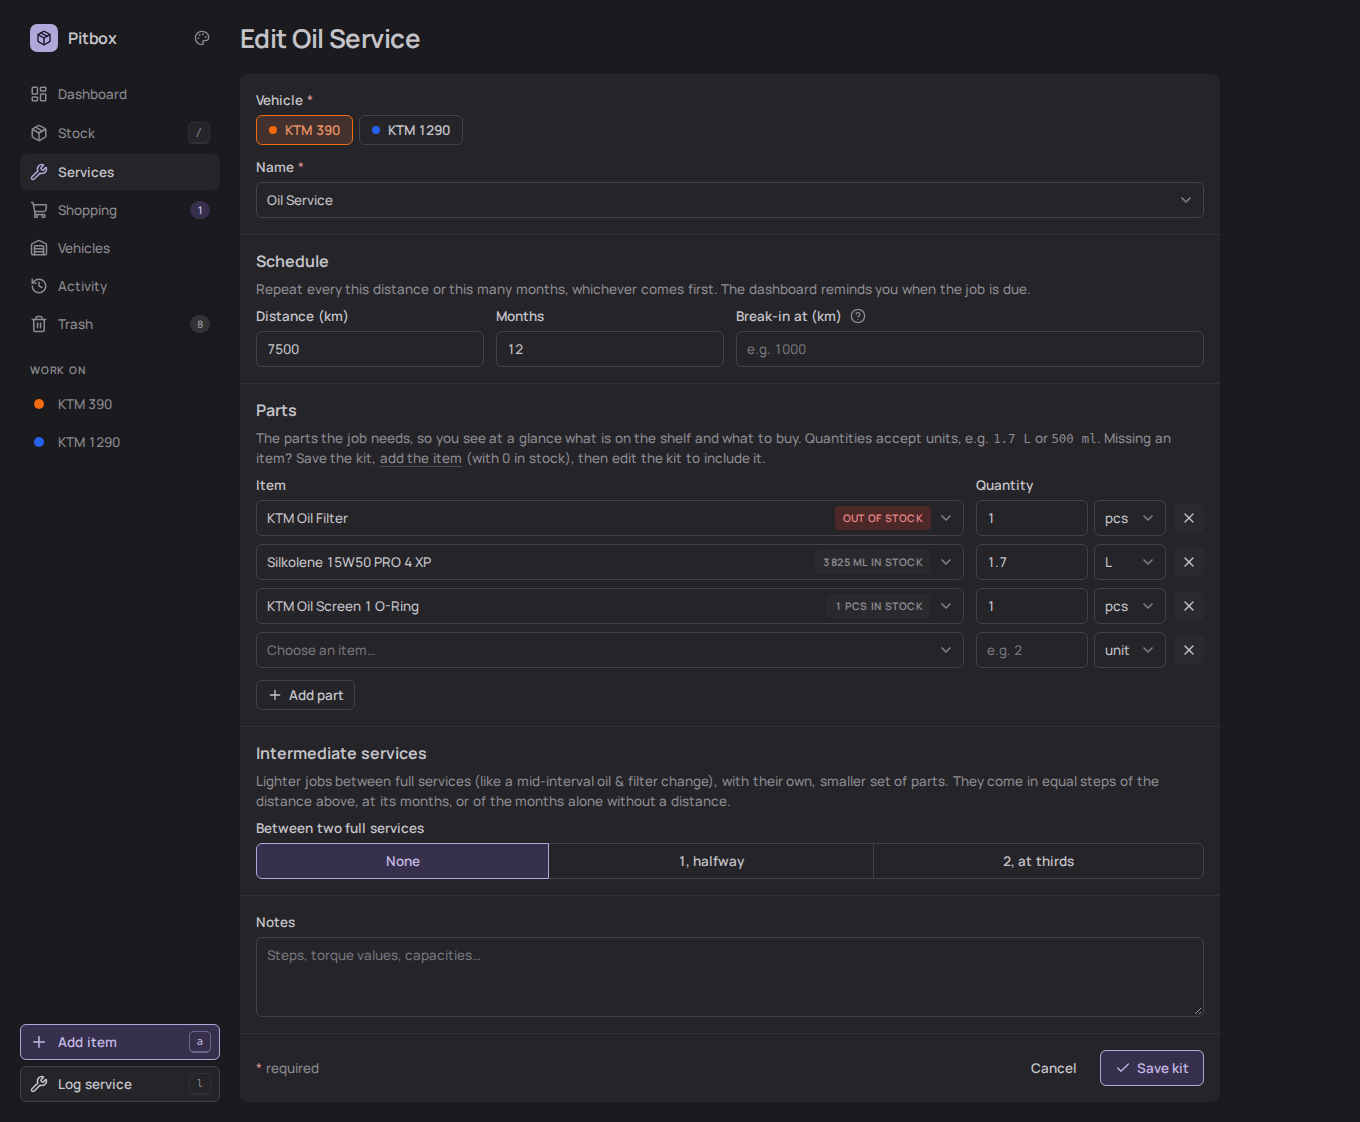 Pitbox
Edit Oil Service
Dashboard
Stock /
Services
Shopping 1
Vehicles
Activity
Trash 8
WORK ON
KTM 390
KTM 1290
Add item a
Log service l
Vehicle *
KTM 390 KTM 1290
Name *
Oil Service
Schedule
Repeat every this distance or this many months, whichever comes first. The dashboard reminds you when the job is due.
Distance (km) Months Break-in at (km) ?
7500 12 e.g. 1000
Parts
The parts the job needs, so you see at a glance what is on the shelf and what to buy. Quantities accept units, e.g. 1.7 L or 500 ml. Missing an
item? Save the kit, add the item (with 0 in stock), then edit the kit to include it.
Item Quantity
KTM Oil Filter OUT OF STOCK 1 pcs
Silkolene 15W50 PRO 4 XP 3 825 ML IN STOCK 1.7 L
KTM Oil Screen 1 O-Ring 1 PCS IN STOCK 1 pcs
Choose an item… e.g. 2 unit
Add part
Intermediate services
Lighter jobs between full services (like a mid-interval oil & filter change), with their own, smaller set of parts. They come in equal steps of the
distance above, at its months, or of the months alone without a distance.
Between two full services
None 1, halfway 2, at thirds
Notes
Steps, torque values, capacities…
* required Cancel Save kit